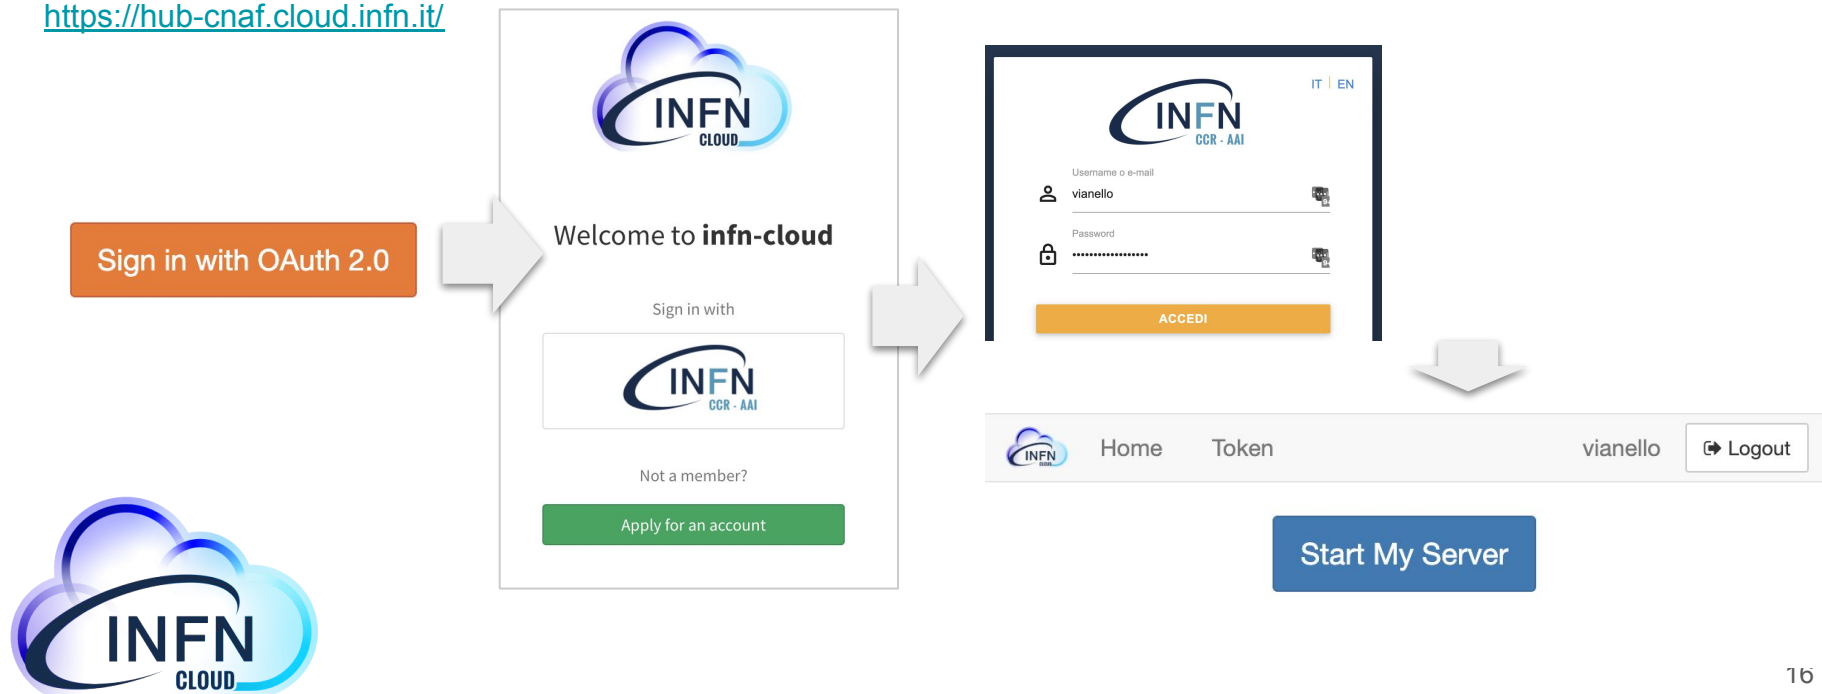 https://hub-cnaf.cloud.infn.it/
Sign in with OAuth 2.0
INFN
CLOUD
Welcome to infn-cloud
Sign in with
INFN
CCR - AAI
Not a member?
Apply for an account
IT | EN
INFN
CCR - AAI
Username o e-mail
vianello
Password
••••••••••••••••••
ACCEDI
INFN
CLOUD
Home
Token
vianello
Logout
Start My Server
INFN
CLOUD
16